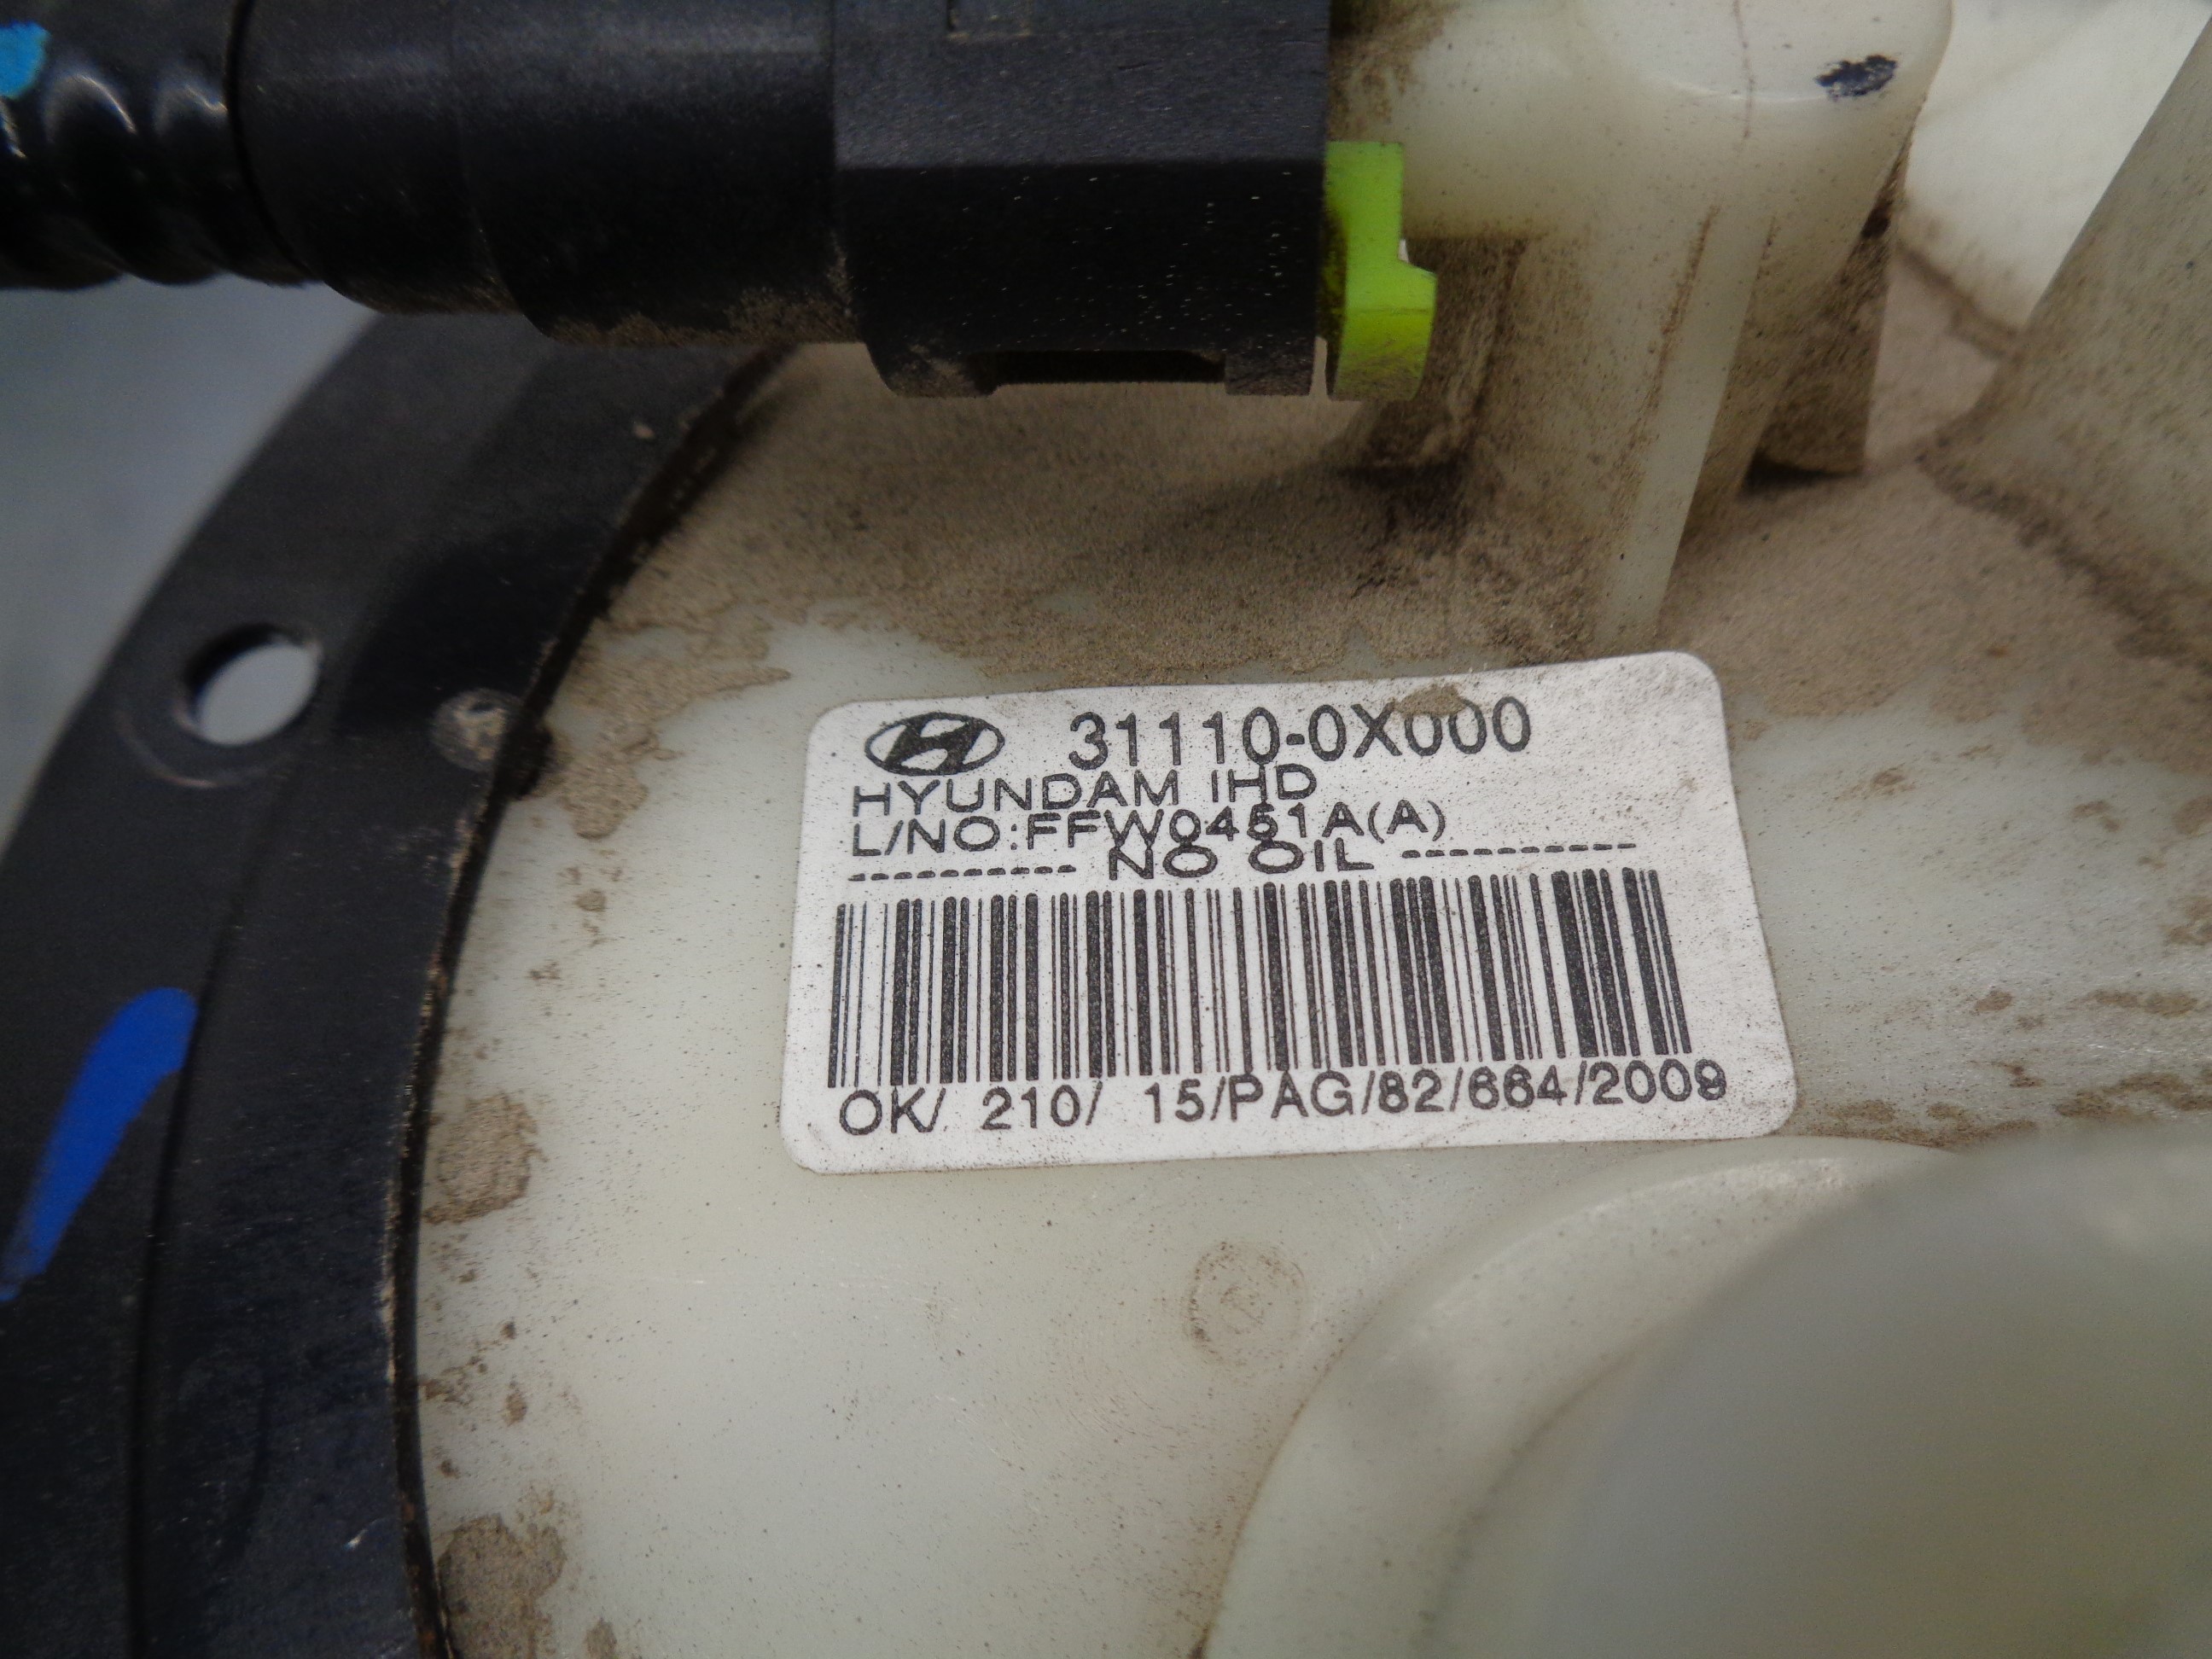 31110-0X000
HYUNDAM IHD
L/NO:FFW0451A(A)
---------- NO OIL ----------
OK/ 210/ 15/PAG/82/664/2009